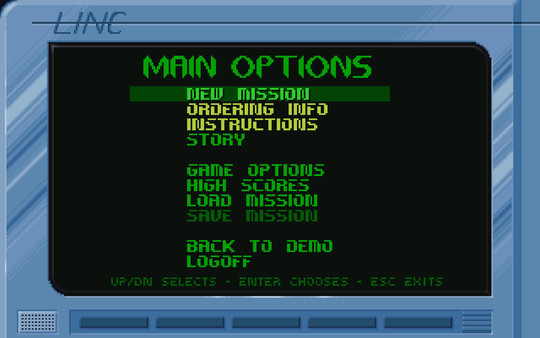 LINC
MAIN OPTIONS
NEW MISSION
ORDERING INFO
INSTRUCTIONS
STORY
GAME OPTIONS
HIGH SCORES
LOAD MISSION
SAVE MISSION
BACK TO DEMO
LOGOFF
UP/DN SELECTS - ENTER CHOOSES - ESC EXITS